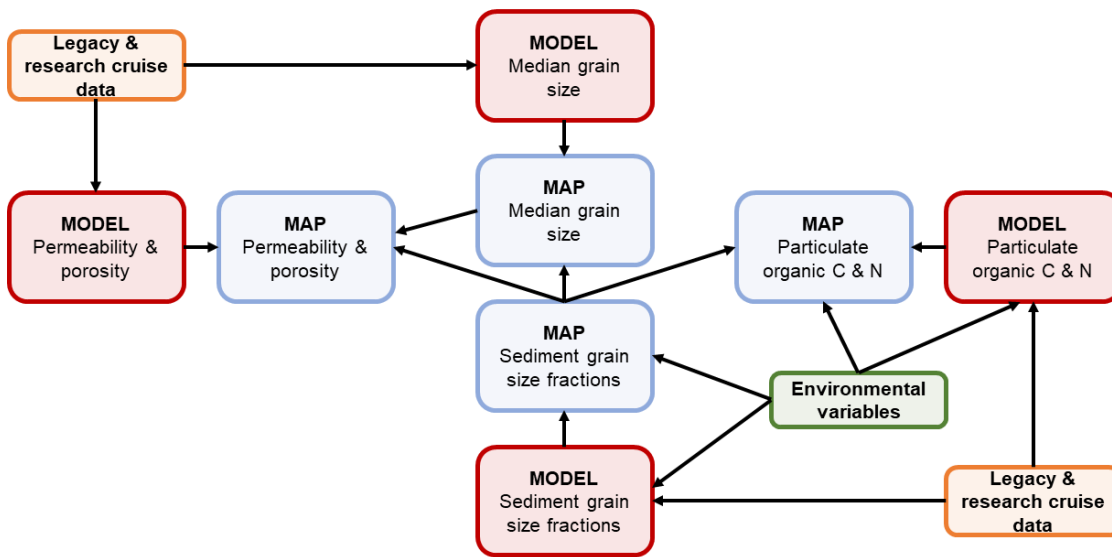 Legacy &
research cruise
data
MODEL
Median grain
size
MAP
Median grain
size
MODEL
Permeability &
porosity
MAP
Permeability &
porosity
MAP
Particulate
organic C & N
MODEL
Particulate
organic C & N
MAP
Sediment grain
size fractions
Environmental
variables
MODEL
Sediment grain
size fractions
Legacy &
research cruise
data